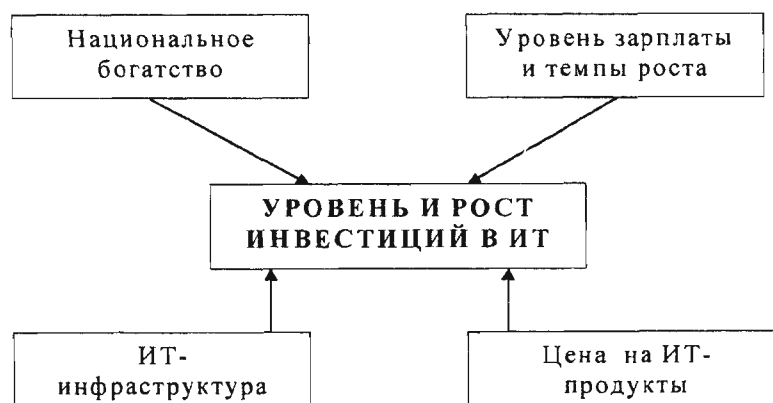 Национальное
богатство
Уровень зарплаты
и темпы роста
УРОВЕНЬ И РОСТ
ИНВЕСТИЦИЙ В ИТ
ИТ-
инфраструктура
Цена на ИТ-
продукты